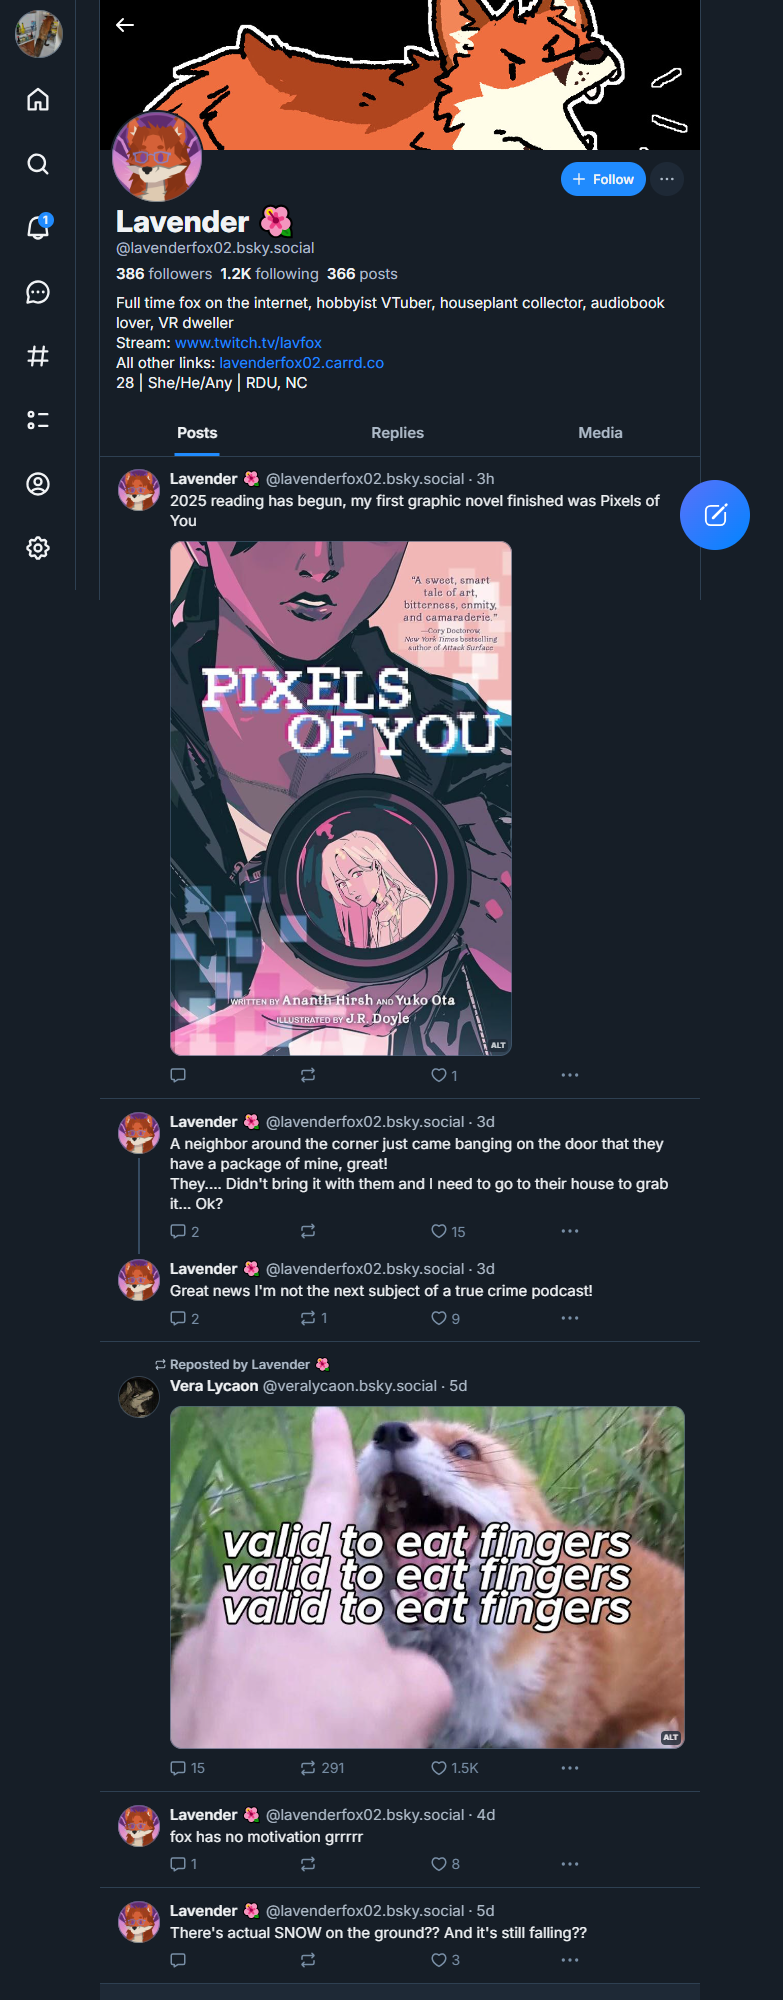 1
+ Follow
Lavender 🌺
@lavenderfox02.bsky.social
386 followers 1.2K following 366 posts
Full time fox on the internet, hobbyist VTuber, houseplant collector, audiobook
lover, VR dweller
Stream: www.twitch.tv/lavfox
All other links: lavenderfox02.carrd.co
28 | She/He/Any | RDU, NC
Posts Replies Media
Lavender 🌺 @lavenderfox02.bsky.social · 3h
2025 reading has begun, my first graphic novel finished was Pixels of
You
"A sweet, smart
tale of art,
bitterness, enmity,
and camaraderie."
—Cory Doctorow,
New York Times bestselling
author of Attack Surface
PIXELS
OF YOU
WRITTEN BY Ananth Hirsh AND Yuko Ota
ILLUSTRATED BY J.R. Doyle
ALT
1
Lavender 🌺 @lavenderfox02.bsky.social · 3d
A neighbor around the corner just came banging on the door that they
have a package of mine, great!
They.... Didn't bring it with them and I need to go to their house to grab
it... Ok?
2 15
Lavender 🌺 @lavenderfox02.bsky.social · 3d
Great news I'm not the next subject of a true crime podcast!
2 1 9
Reposted by Lavender 🌺
Vera Lycaon @veralycaon.bsky.social · 5d
valid to eat fingers
valid to eat fingers
valid to eat fingers
ALT
15 291 1.5K
Lavender 🌺 @lavenderfox02.bsky.social · 4d
fox has no motivation grrrrr
1 8
Lavender 🌺 @lavenderfox02.bsky.social · 5d
There's actual SNOW on the ground?? And it's still falling??
3